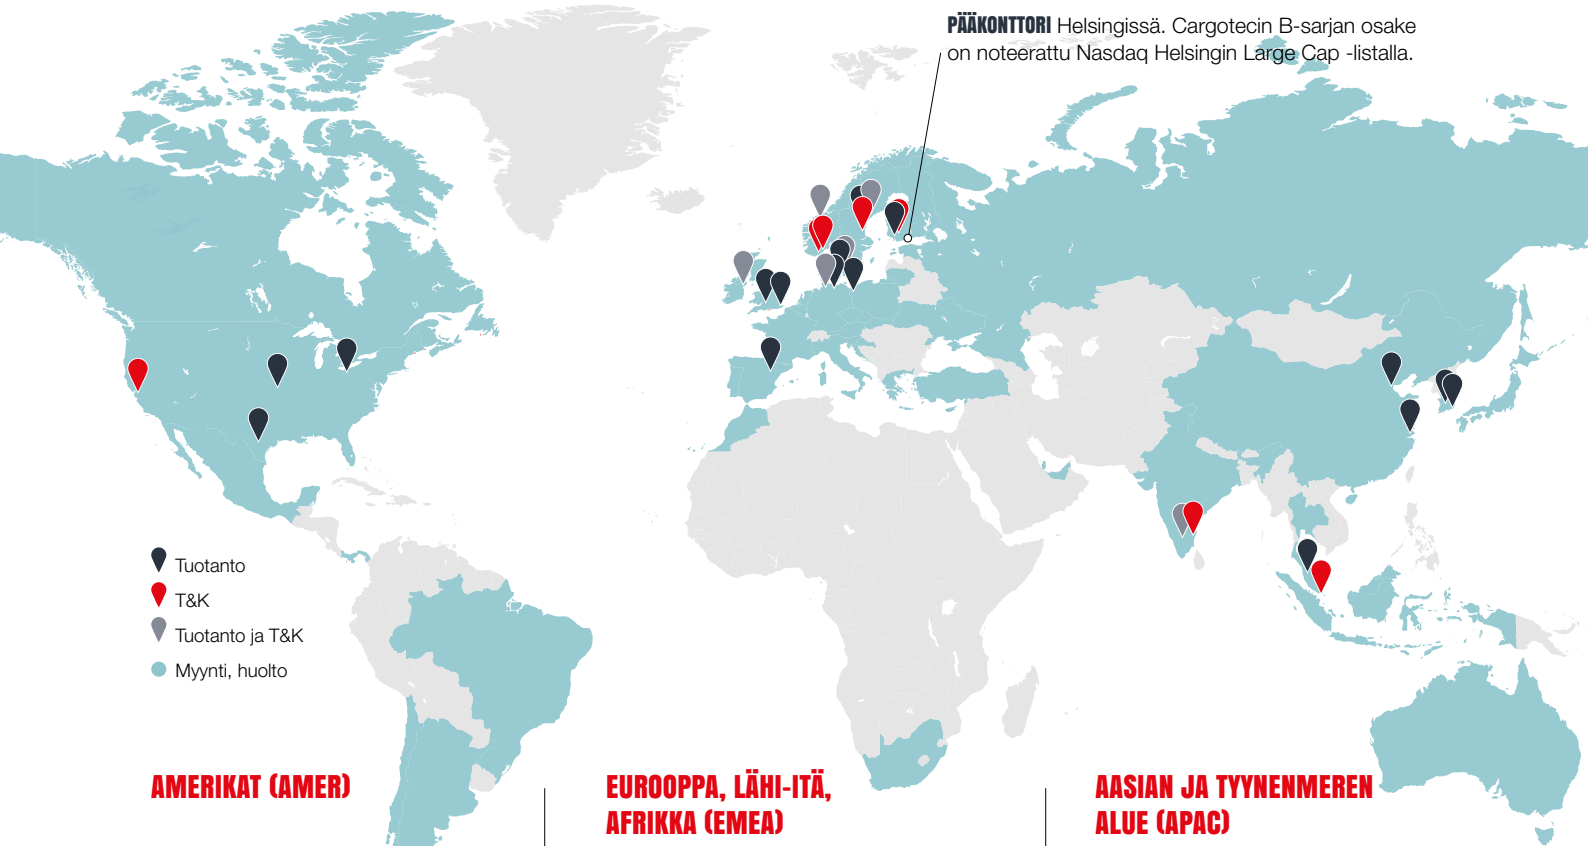 PÄÄKONTTORI Helsingissä. Cargotecin B-sarjan osake
on noteerattu Nasdaq Helsingin Large Cap -listalla.
Tuotanto
T&K
Tuotanto ja T&K
Myynti, huolto
AMERIKAT (AMER)
EUROOPPA, LÄHI-ITÄ,
AFRIKKA (EMEA)
AASIAN JA TYYNENMEREN
ALUE (APAC)